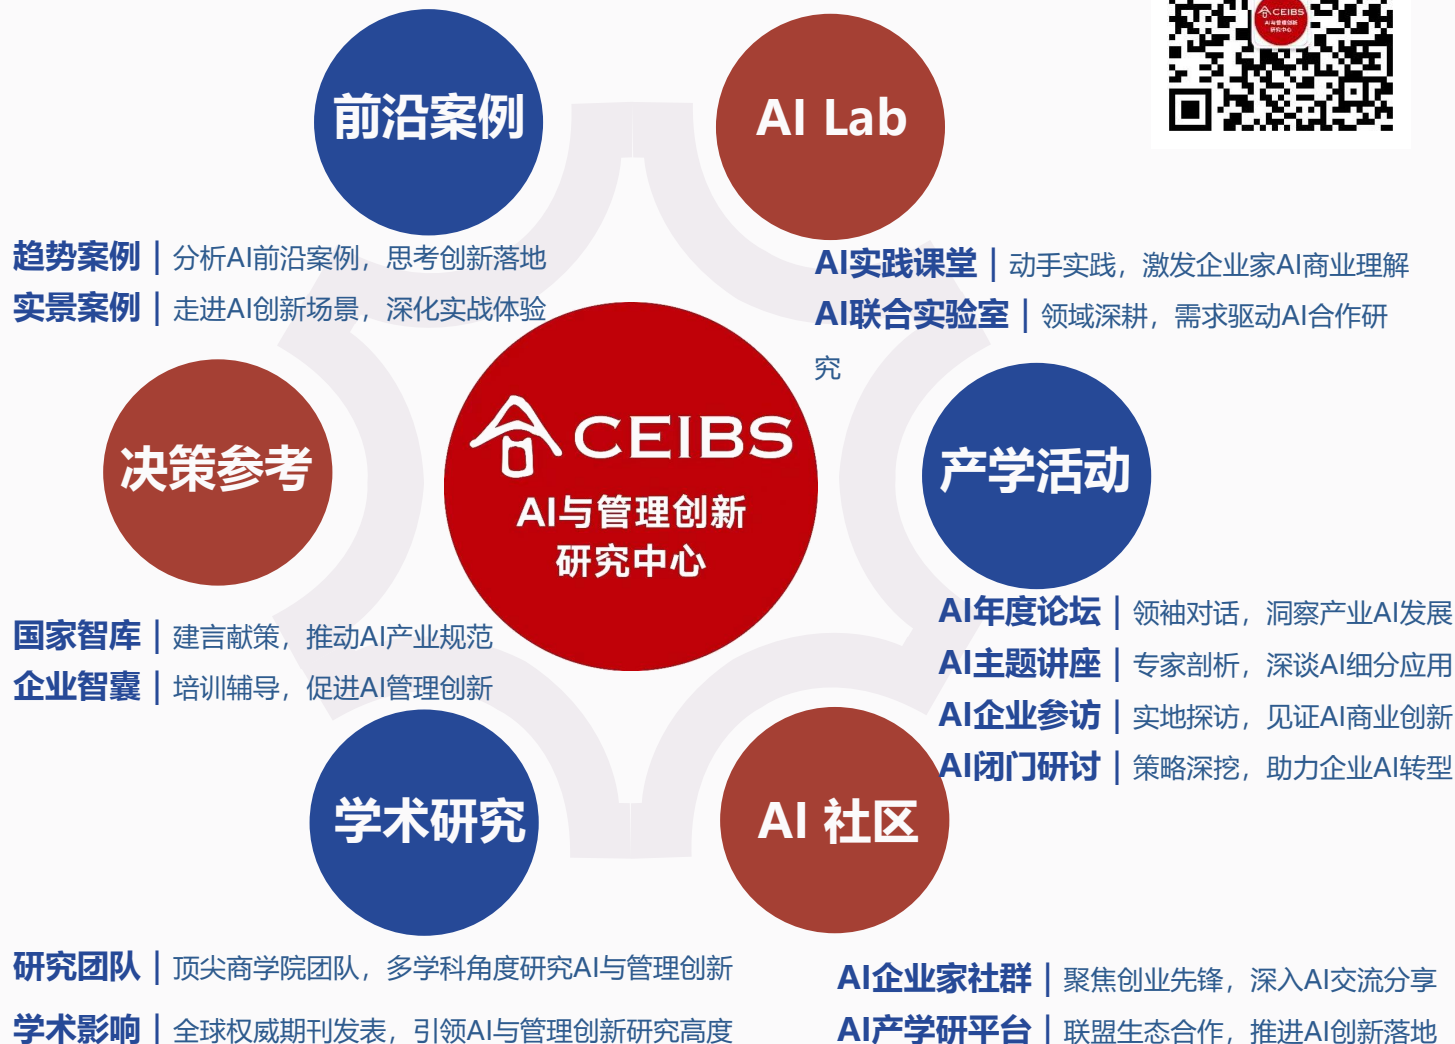 CEIBS
AI与管理创新
研究中心
前沿案例
趋势案例 | 分析AI前沿案例，思考创新落地
实景案例 | 走进AI创新场景，深化实战体验
AI Lab
AI实践课堂 | 动手实践，激发企业家AI商业理解
AI联合实验室 | 领域深耕，需求驱动AI合作研
究
CEIBS
AI与管理创新
研究中心
决策参考
国家智库 | 建言献策，推动AI产业规范
企业智囊 | 培训辅导，促进AI管理创新
产学活动
AI年度论坛 | 领袖对话，洞察产业AI发展
AI主题讲座 | 专家剖析，深谈AI细分应用
AI企业参访 | 实地探访，见证AI商业创新
AI闭门研讨 | 策略深挖，助力企业AI转型
学术研究
研究团队 | 顶尖商学院团队，多学科角度研究AI与管理创新
学术影响 | 全球权威期刊发表，引领AI与管理创新研究高度
AI 社区
AI企业家社群 | 聚焦创业先锋，深入AI交流分享
AI产学研平台 | 联盟生态合作，推进AI创新落地